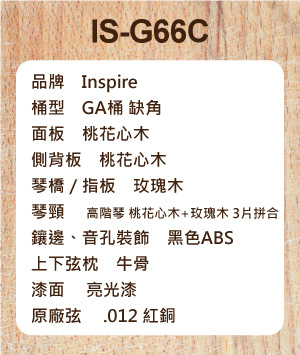 IS-G66C
品牌 Inspire
桶型 GA桶 缺角
面板 桃花心木
側背板 桃花心木
琴橋 / 指板 玫瑰木
琴頸 高階琴 桃花心木+玫瑰木 3片拼合
鑲邊、音孔裝飾 黑色ABS
上下弦枕 牛骨
漆面 亮光漆
原廠弦 .012 紅銅